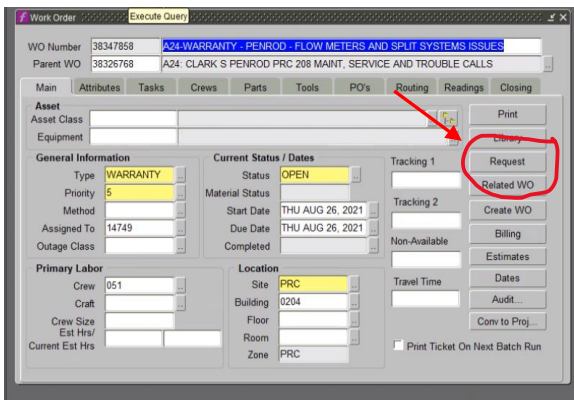 Work Order
Execute Query
WO Number 38347858 A24-WARRANTY - PENROD - FLOW METERS AND SPLIT SYSTEMS ISSUES
Parent WO 38326768 A24: CLARK S PENROD PRC 208 MAINT, SERVICE AND TROUBLE CALLS
Main Attributes Tasks Crews Parts Tools PO's Routing Readings Closing
Asset
Asset Class
Equipment
General Information
Type WARRANTY
Priority 5
Method
Assigned To 14749
Outage Class
Current Status / Dates
Status OPEN
Material Status
Start Date THU AUG 26, 2021
Due Date THU AUG 26, 2021
Completed
Primary Labor
Crew 051
Craft
Crew Size
Est Hrs/
Current Est Hrs
Location
Site PRC
Building 0204
Floor
Room
Zone PRC
Tracking 1
Tracking 2
Non-Available
Travel Time
Print
Library
Request
Related WO
Create WO
Billing
Estimates
Dates
Audit...
Conv to Proj...
Print Ticket On Next Batch Run